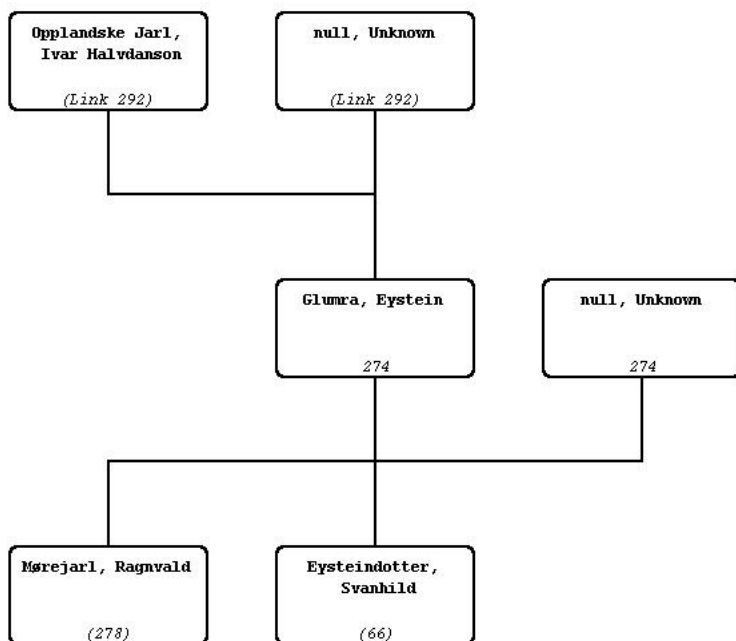 Opplandske Jarl,
Ivar Halvdanson
(Link 292)
null, Unknown
(Link 292)
Glumra, Eystein
274
null, Unknown
274
Mørejarl, Ragnvald
(278)
Eysteindotter,
Svanhild
(66)